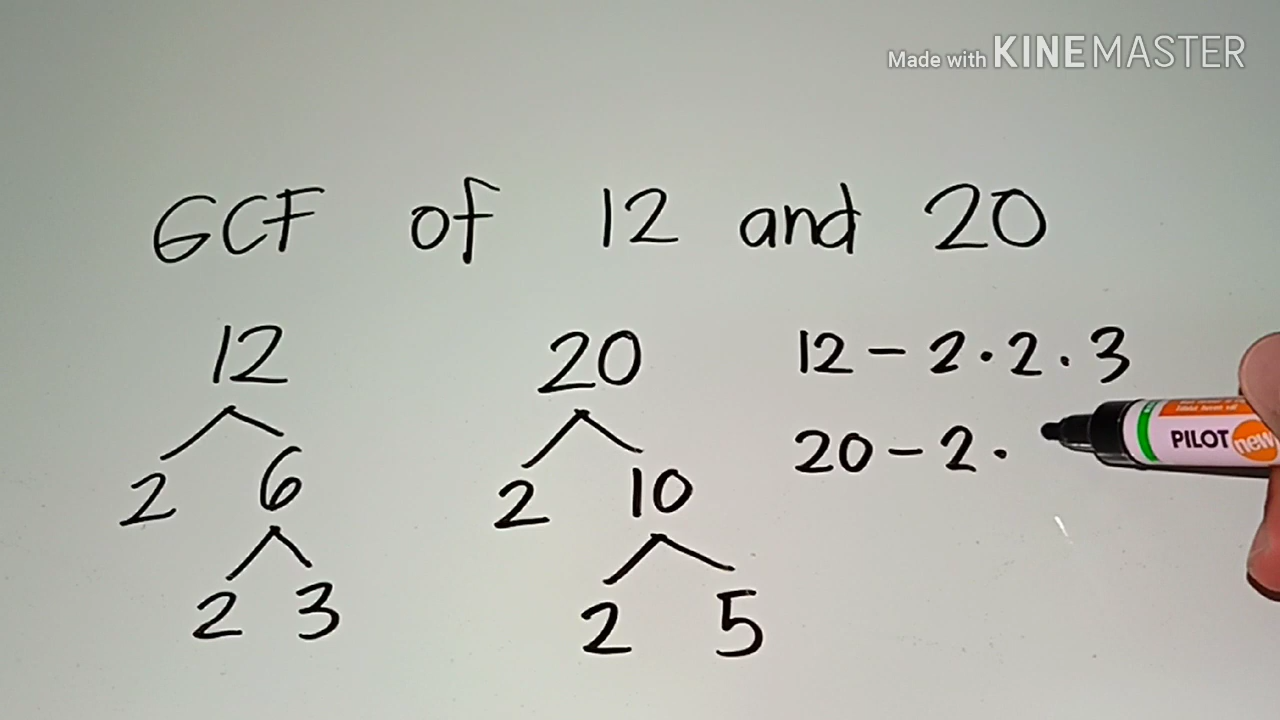 Made with KINEMASTER
GCF of 12 and 20
12 20 12 - 2 · 2 · 3
2 6 2 10 20 - 2 ·
PILOT new
2 3 2 5